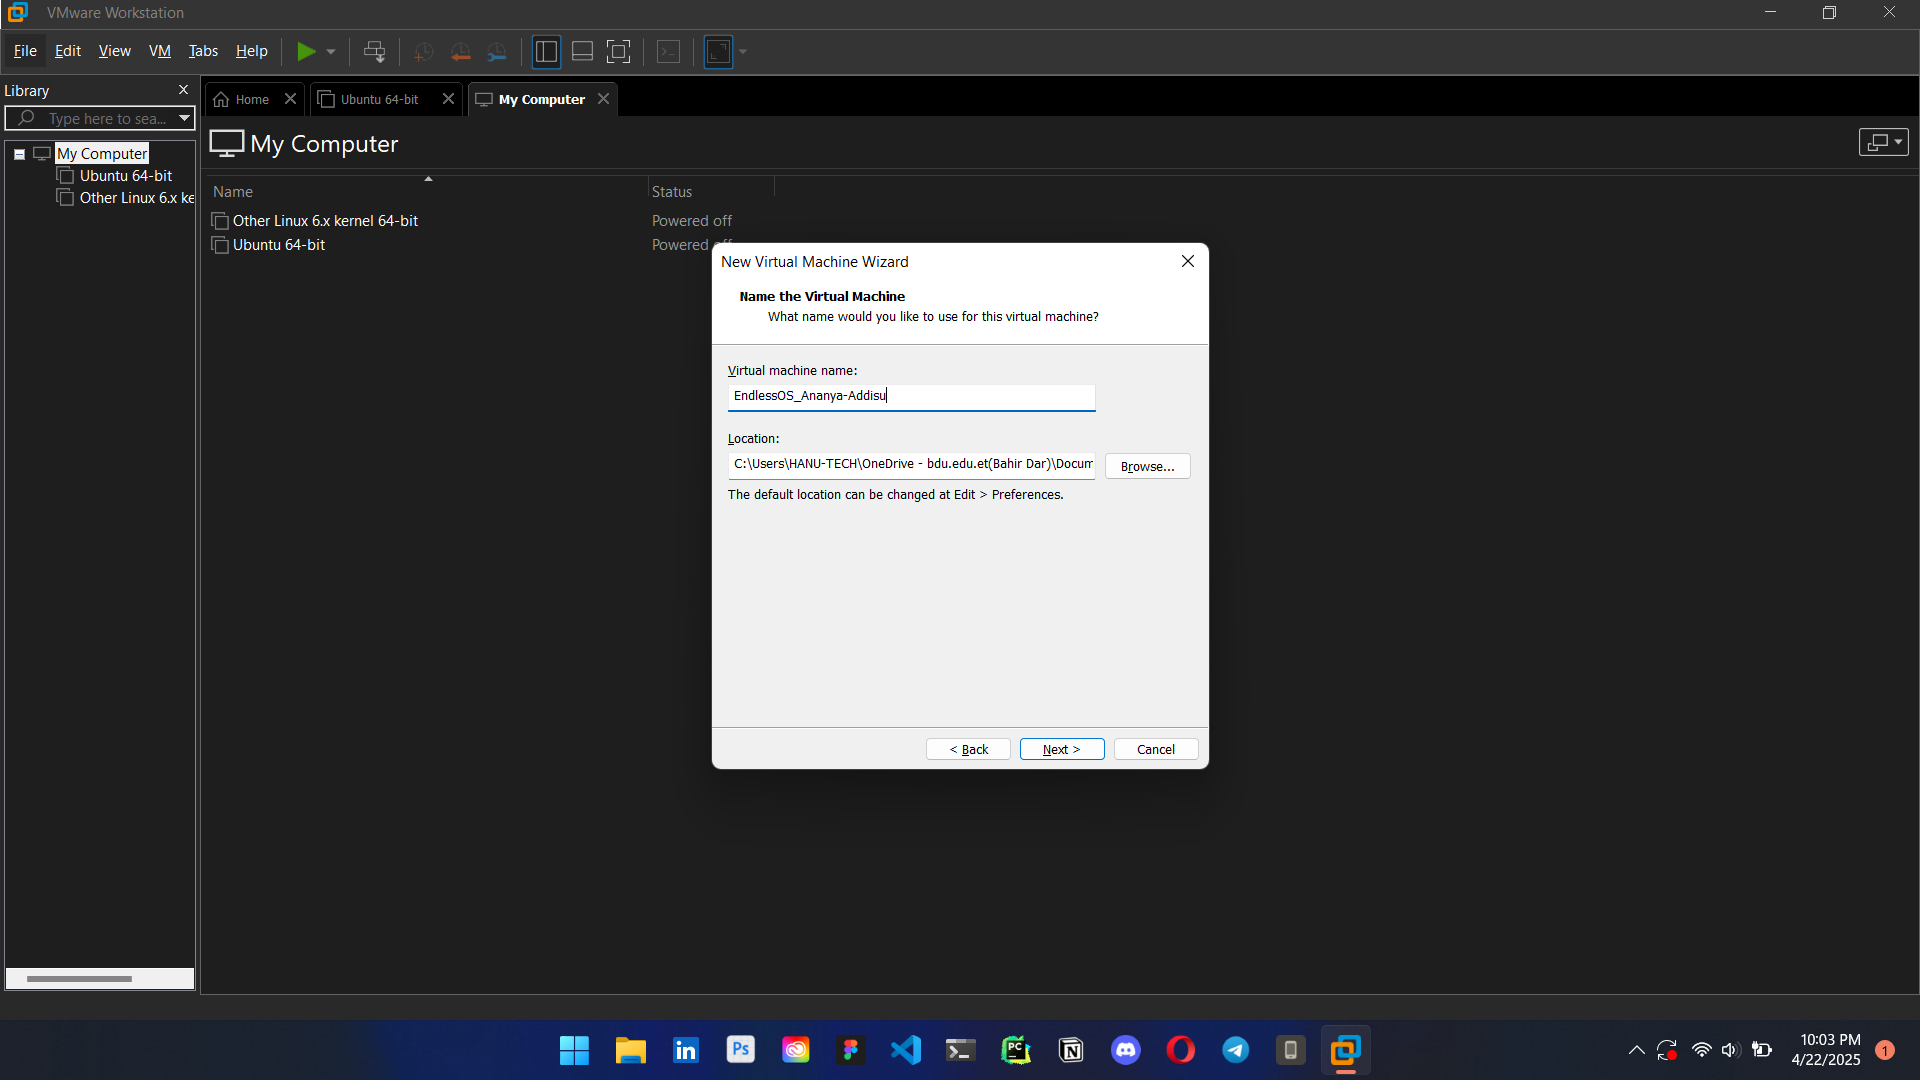 VMware Workstation
File Edit View VM Tabs Help
Library
Type here to sea...
Home
Ubuntu 64-bit
My Computer
My Computer
Ubuntu 64-bit
Other Linux 6.x ke
My Computer
Name Status
Other Linux 6.x kernel 64-bit Powered off
Ubuntu 64-bit Powered off
New Virtual Machine Wizard
Name the Virtual Machine
What name would you like to use for this virtual machine?
Virtual machine name:
EndlessOS_Ananya-Addisu
Location:
C:\Users\HANU-TECH\OneDrive - bdu.edu.et(Bahir Dar)\Docum
Browse...
The default location can be changed at Edit > Preferences.
< Back
Next >
Cancel
in
Ps
PC
N
10:03 PM
4/22/2025
1